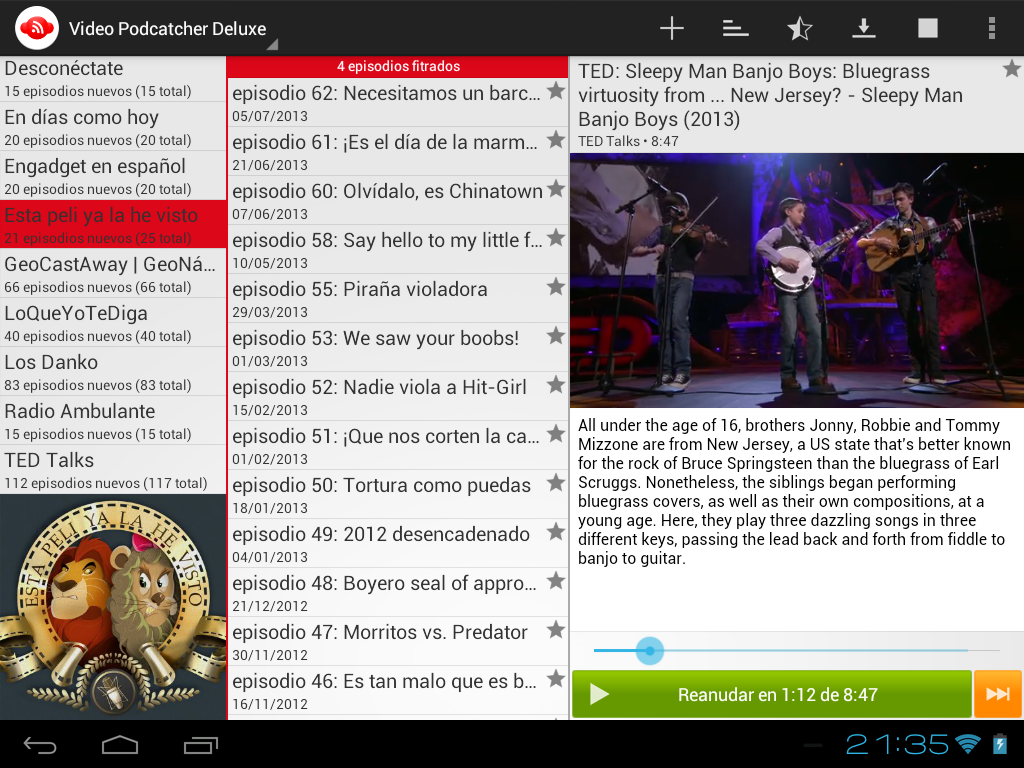 Video Podcatcher Deluxe
Desconéctate
15 episodios nuevos (15 total)
En días como hoy
20 episodios nuevos (20 total)
Engadget en español
20 episodios nuevos (20 total)
Esta peli ya la he visto
21 episodios nuevos (25 total)
GeoCastAway | GeoNá...
66 episodios nuevos (66 total)
LoQueYoTeDiga
40 episodios nuevos (40 total)
Los Danko
83 episodios nuevos (83 total)
Radio Ambulante
15 episodios nuevos (15 total)
TED Talks
112 episodios nuevos (117 total)
ESTA PELI YA LA HE VISTO
4 episodios fitrados
episodio 62: Necesitamos un barc...
05/07/2013
episodio 61: ¡Es el día de la marm...
21/06/2013
episodio 60: Olvídalo, es Chinatown
07/06/2013
episodio 58: Say hello to my little f...
10/05/2013
episodio 55: Piraña violadora
29/03/2013
episodio 53: We saw your boobs!
01/03/2013
episodio 52: Nadie viola a Hit-Girl
15/02/2013
episodio 51: ¡Que nos corten la ca...
01/02/2013
episodio 50: Tortura como puedas
18/01/2013
episodio 49: 2012 desencadenado
04/01/2013
episodio 48: Boyero seal of appro...
21/12/2012
episodio 47: Morritos vs. Predator
30/11/2012
episodio 46: Es tan malo que es b...
16/11/2012
TED: Sleepy Man Banjo Boys: Bluegrass
virtuosity from ... New Jersey? - Sleepy Man
Banjo Boys (2013)
TED Talks • 8:47
TED
All under the age of 16, brothers Jonny, Robbie and Tommy
Mizzone are from New Jersey, a US state that's better known
for the rock of Bruce Springsteen than the bluegrass of Earl
Scruggs. Nonetheless, the siblings began performing
bluegrass covers, as well as their own compositions, at a
young age. Here, they play three dazzling songs in three
different keys, passing the lead back and forth from fiddle to
banjo to guitar.
Reanudar en 1:12 de 8:47
21:35